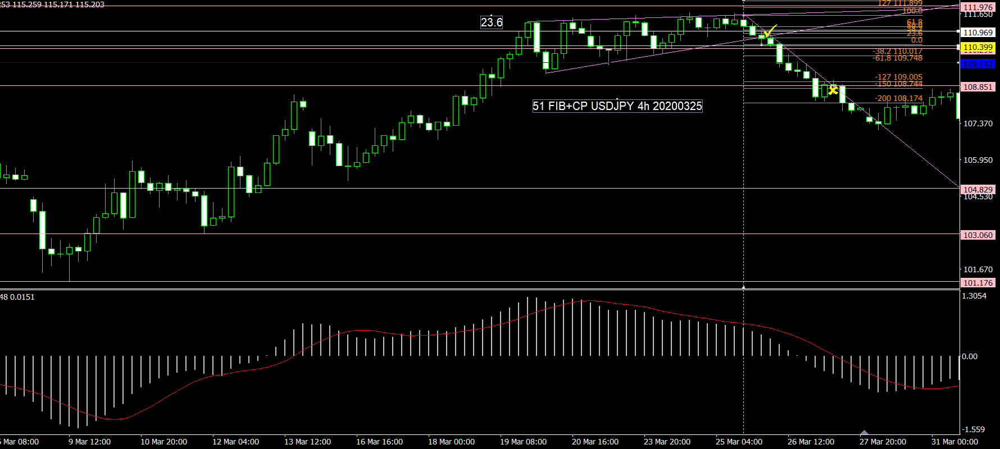 253 115.259 115.171 115.203
127 111.899
111.976
100.0
111.650
23.6
61.8
110.969
23.6
0.0
110.399
-38.2 110.017
-61.8 109.748
109.742
-127 109.005
-150 108.744
108.851
-200 108.174
51 FIB+CP USDJPY 4h 20200325
107.370
105.950
104.829
104.530
103.060
101.670
101.176
48 0.0151
1.3054
0.00
-1.559
Mar 08:00
9 Mar 12:00
10 Mar 20:00
12 Mar 04:00
13 Mar 12:00
16 Mar 16:00
18 Mar 00:00
19 Mar 08:00
20 Mar 16:00
23 Mar 20:00
25 Mar 04:00
26 Mar 12:00
27 Mar 20:00
31 Mar 00:00